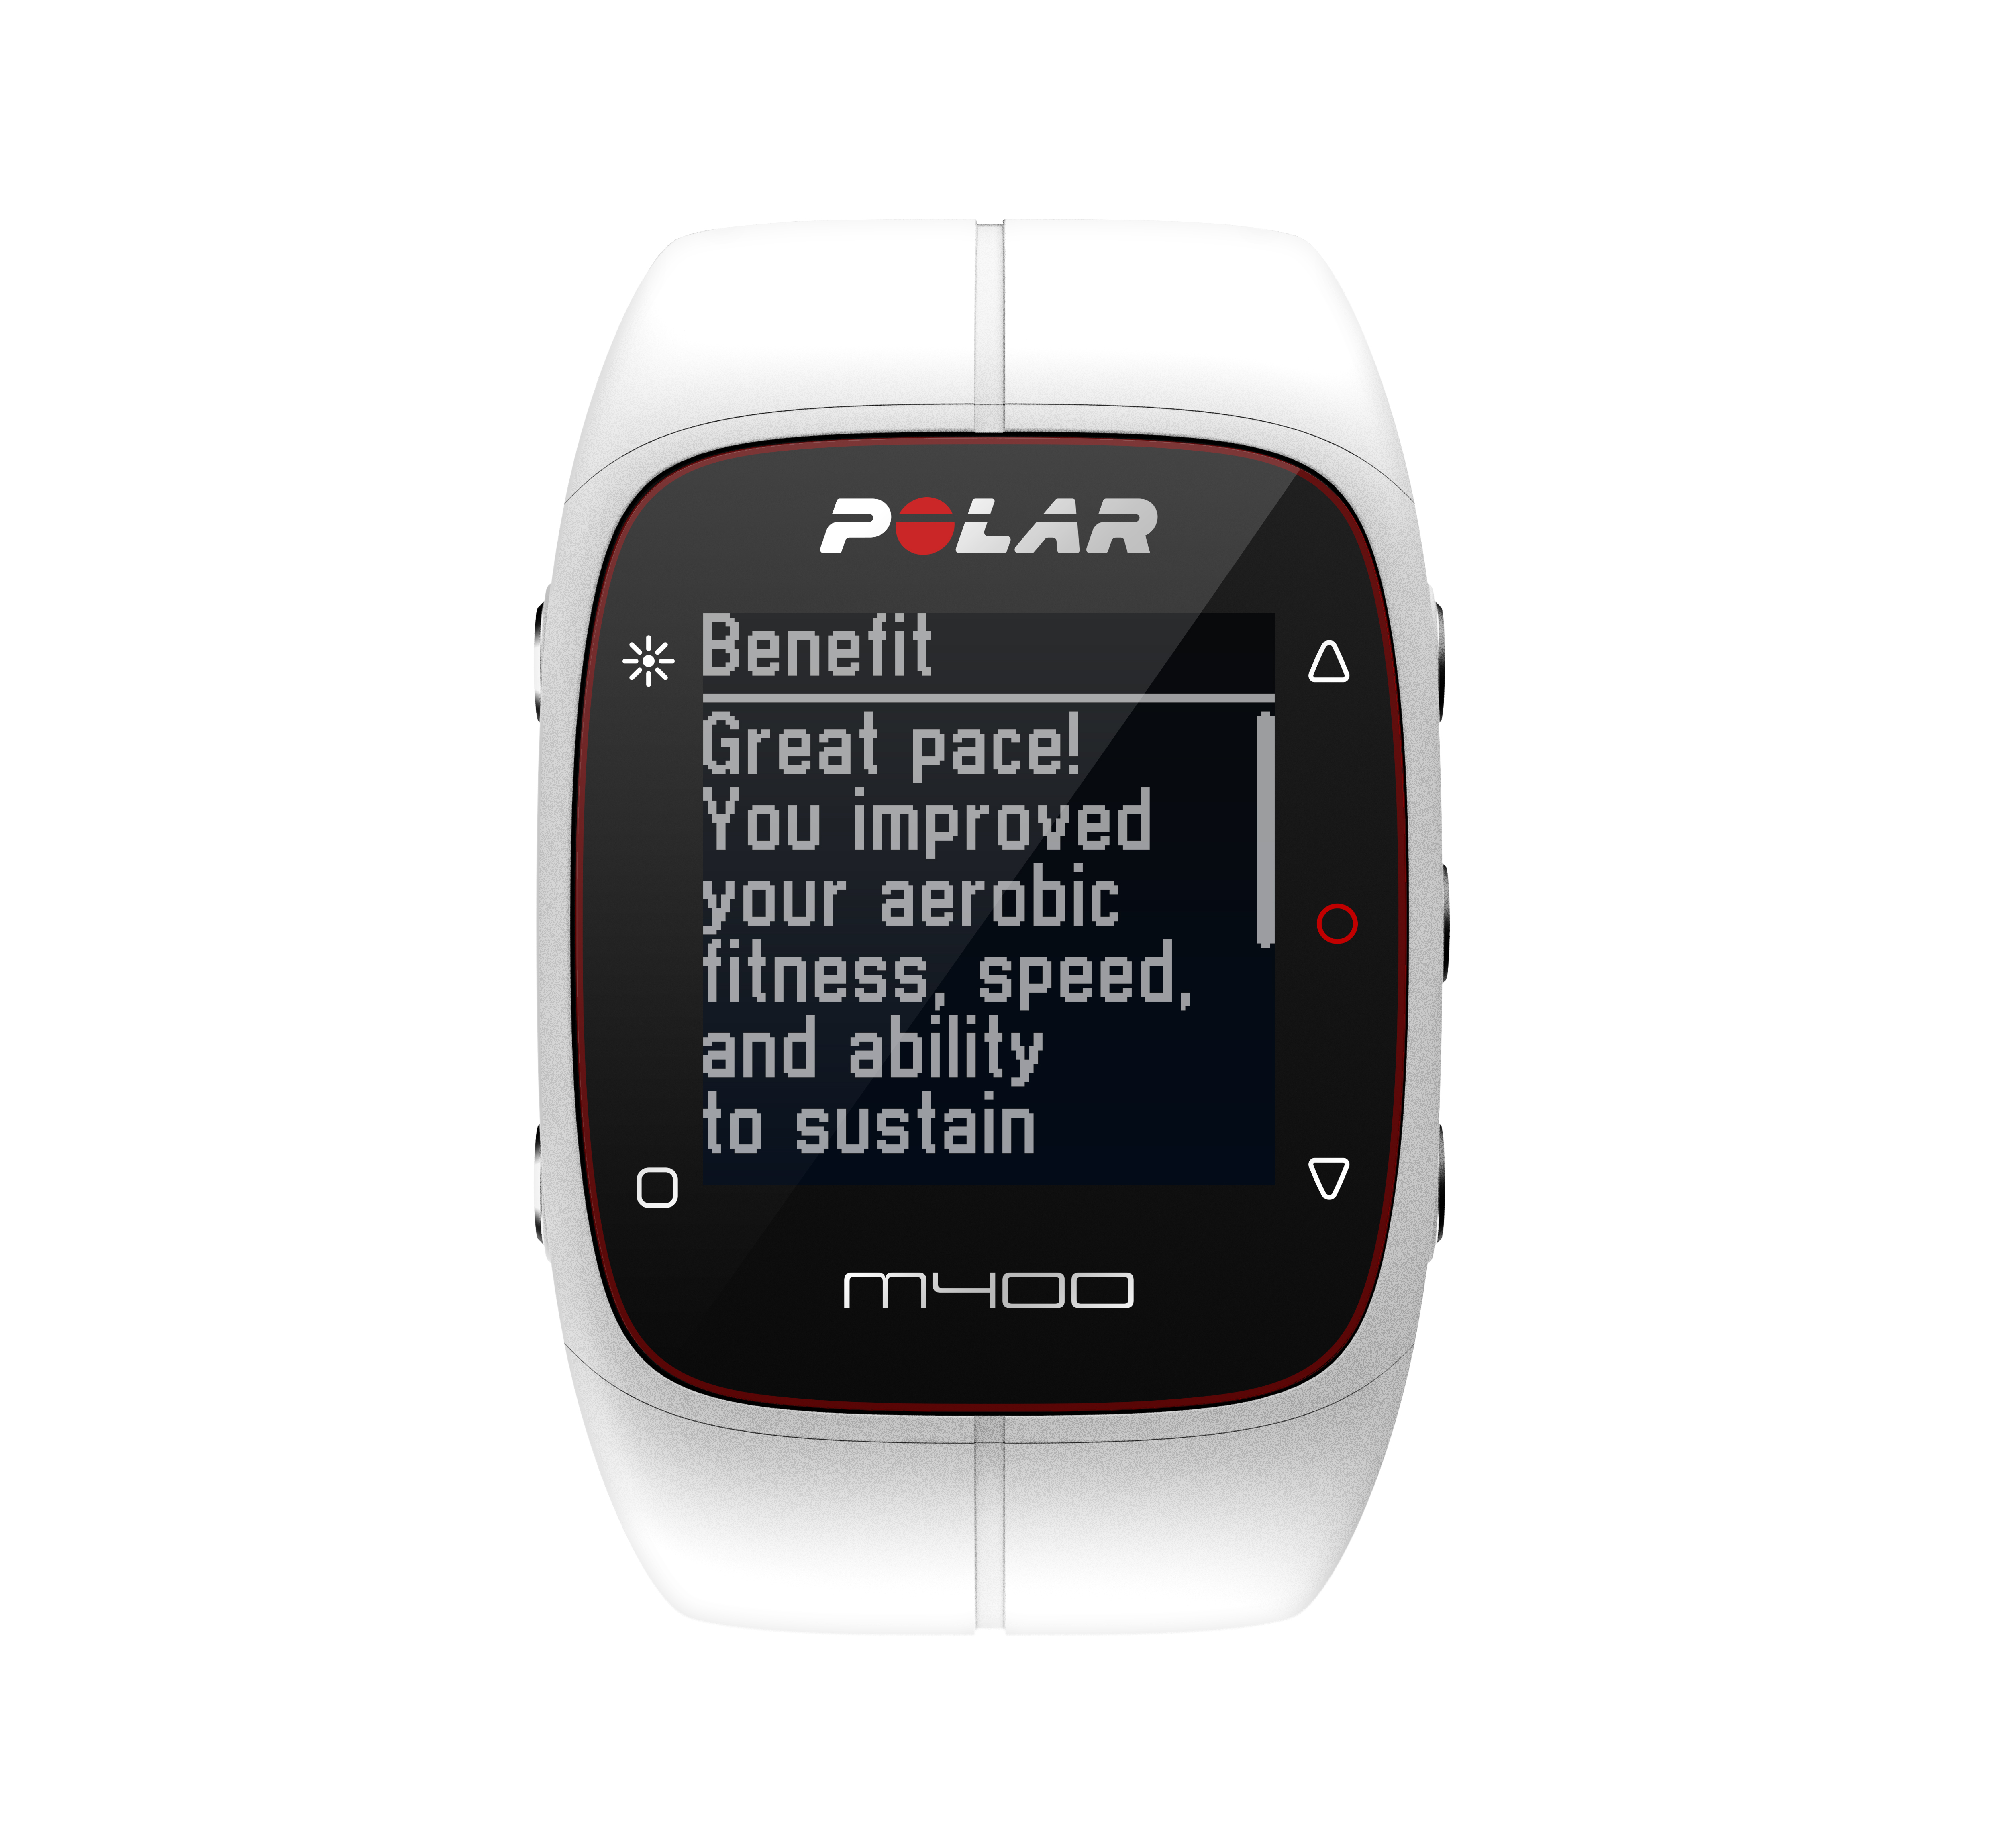 POLAR
Benefit
Great pace!
You improved
your aerobic
fitness, speed,
and ability
to sustain
M400